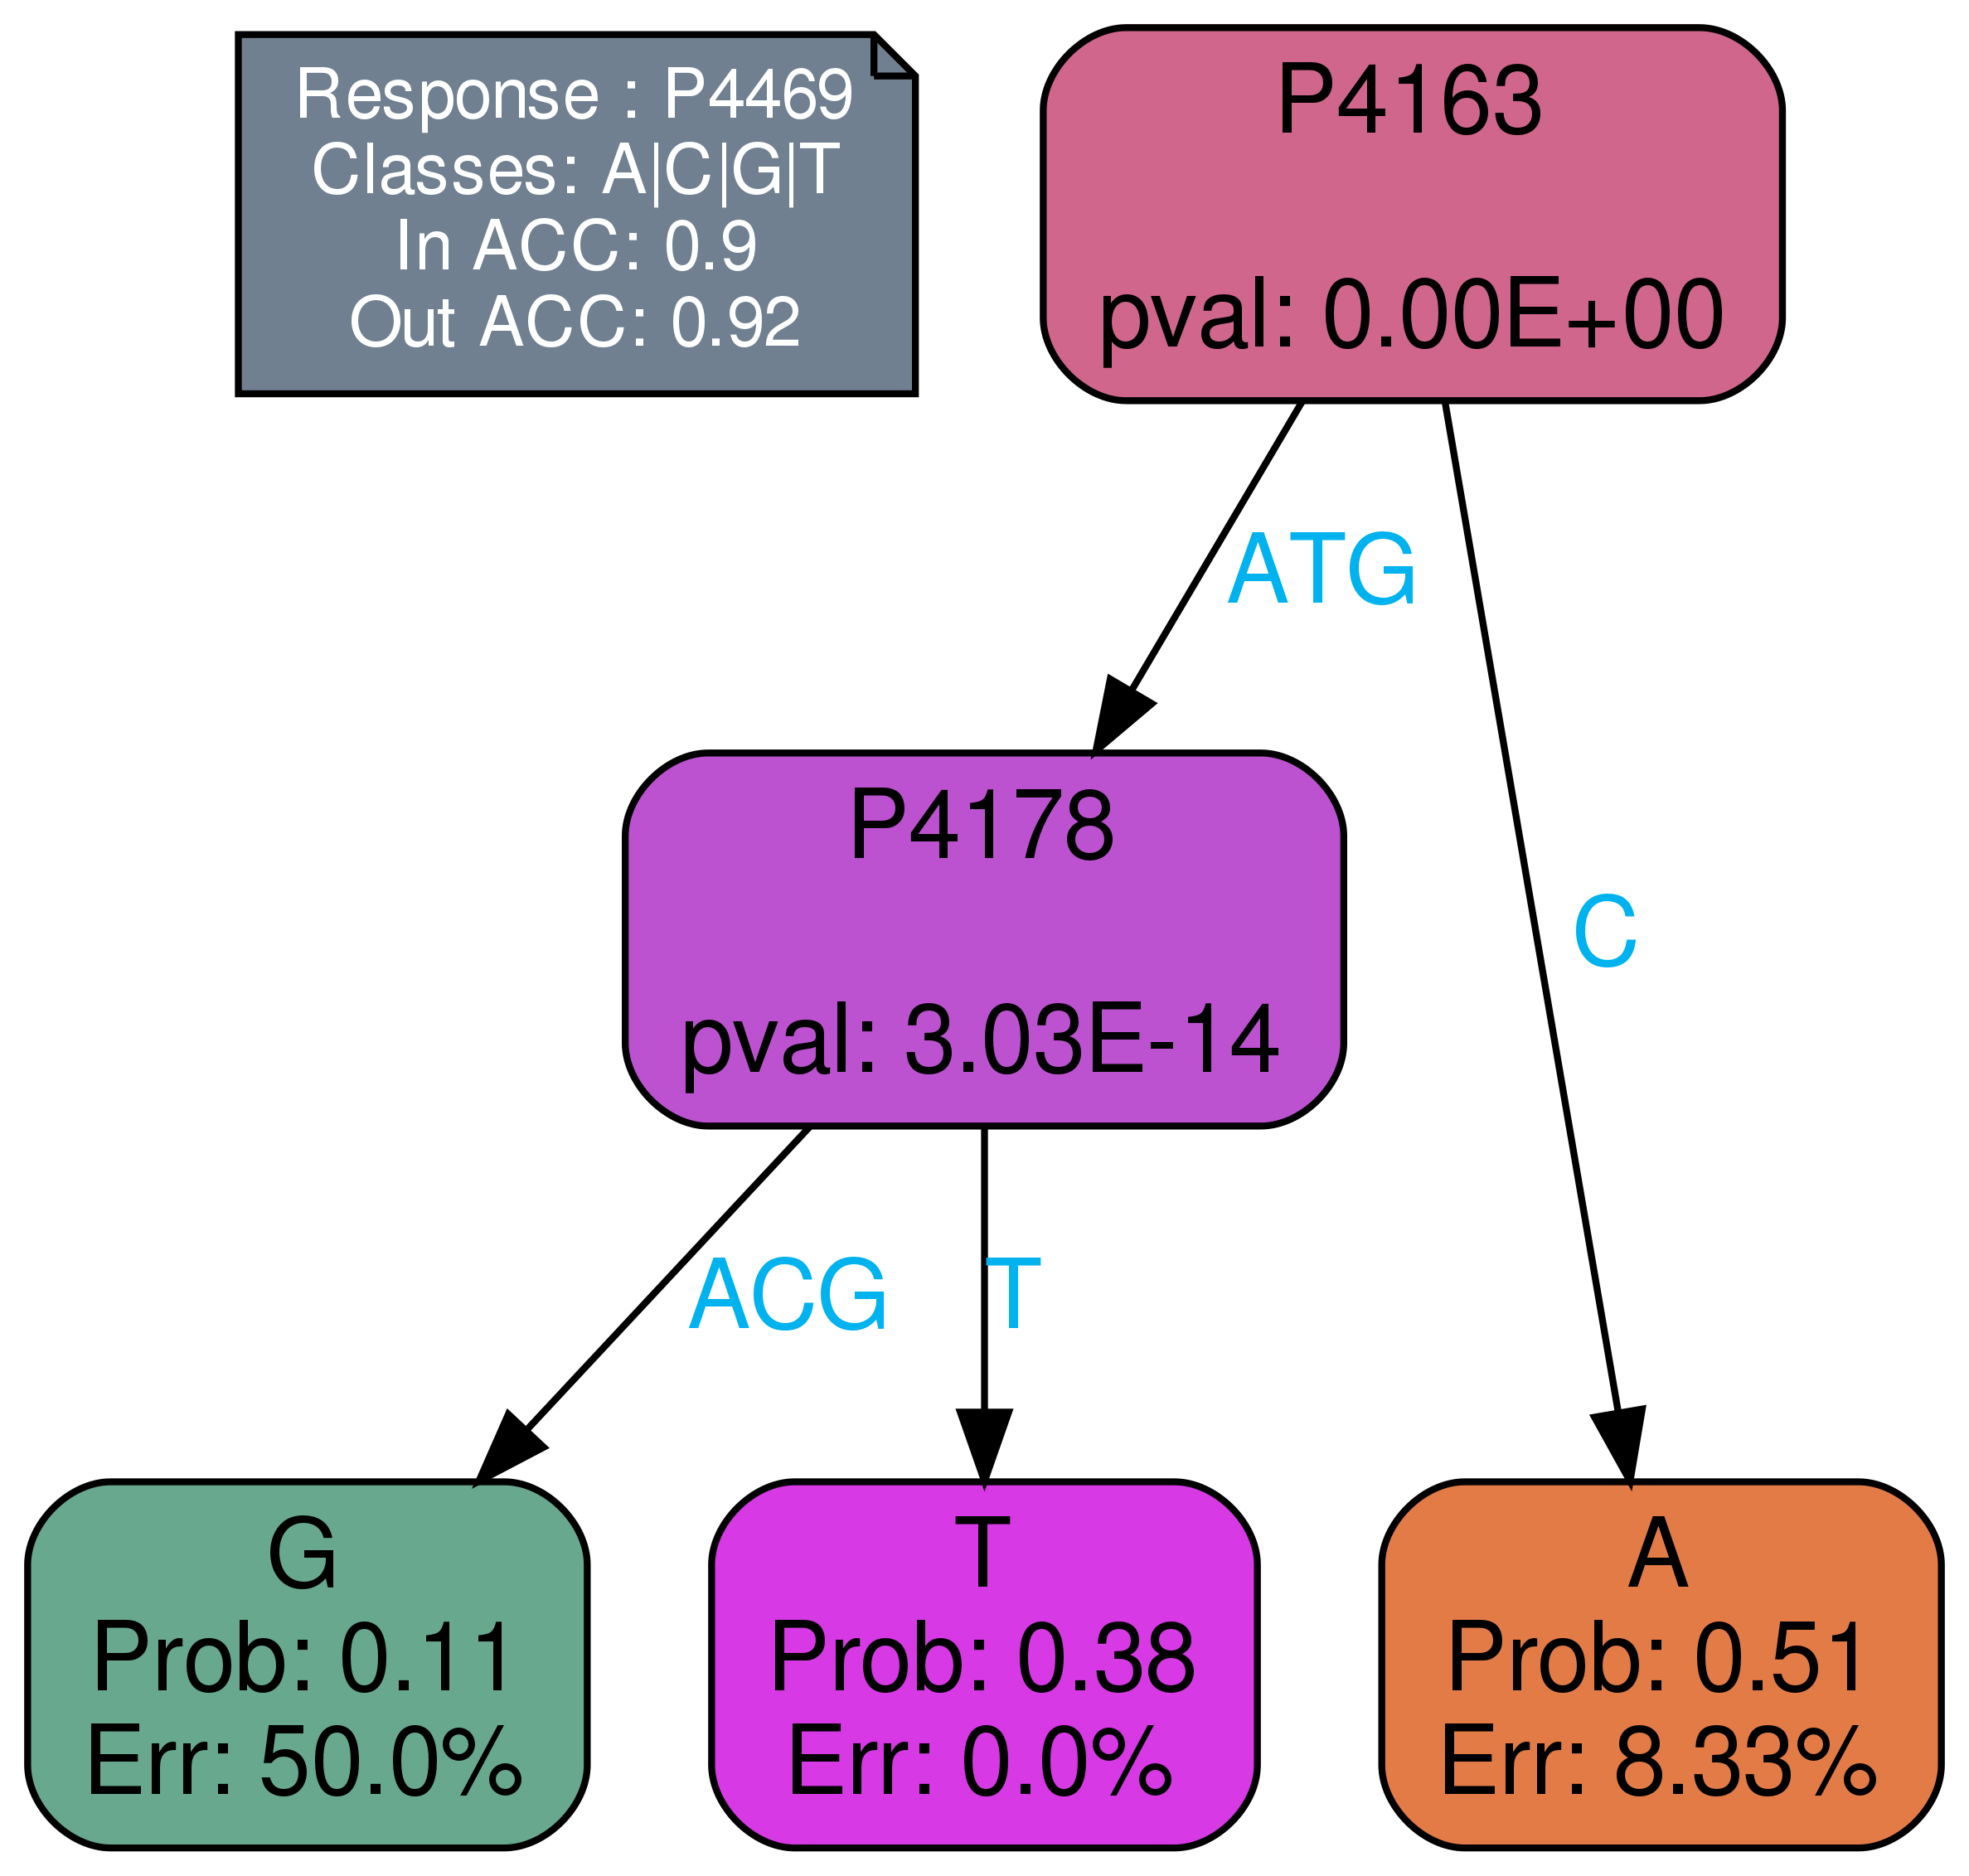 Response : P4469
Classes: A|C|G|T
In ACC: 0.9
Out ACC: 0.92
P4163
pval: 0.00E+00
ATG
C
P4178
pval: 3.03E-14
ACG
T
G
Prob: 0.11
Err: 50.0%
T
Prob: 0.38
Err: 0.0%
A
Prob: 0.51
Err: 8.33%